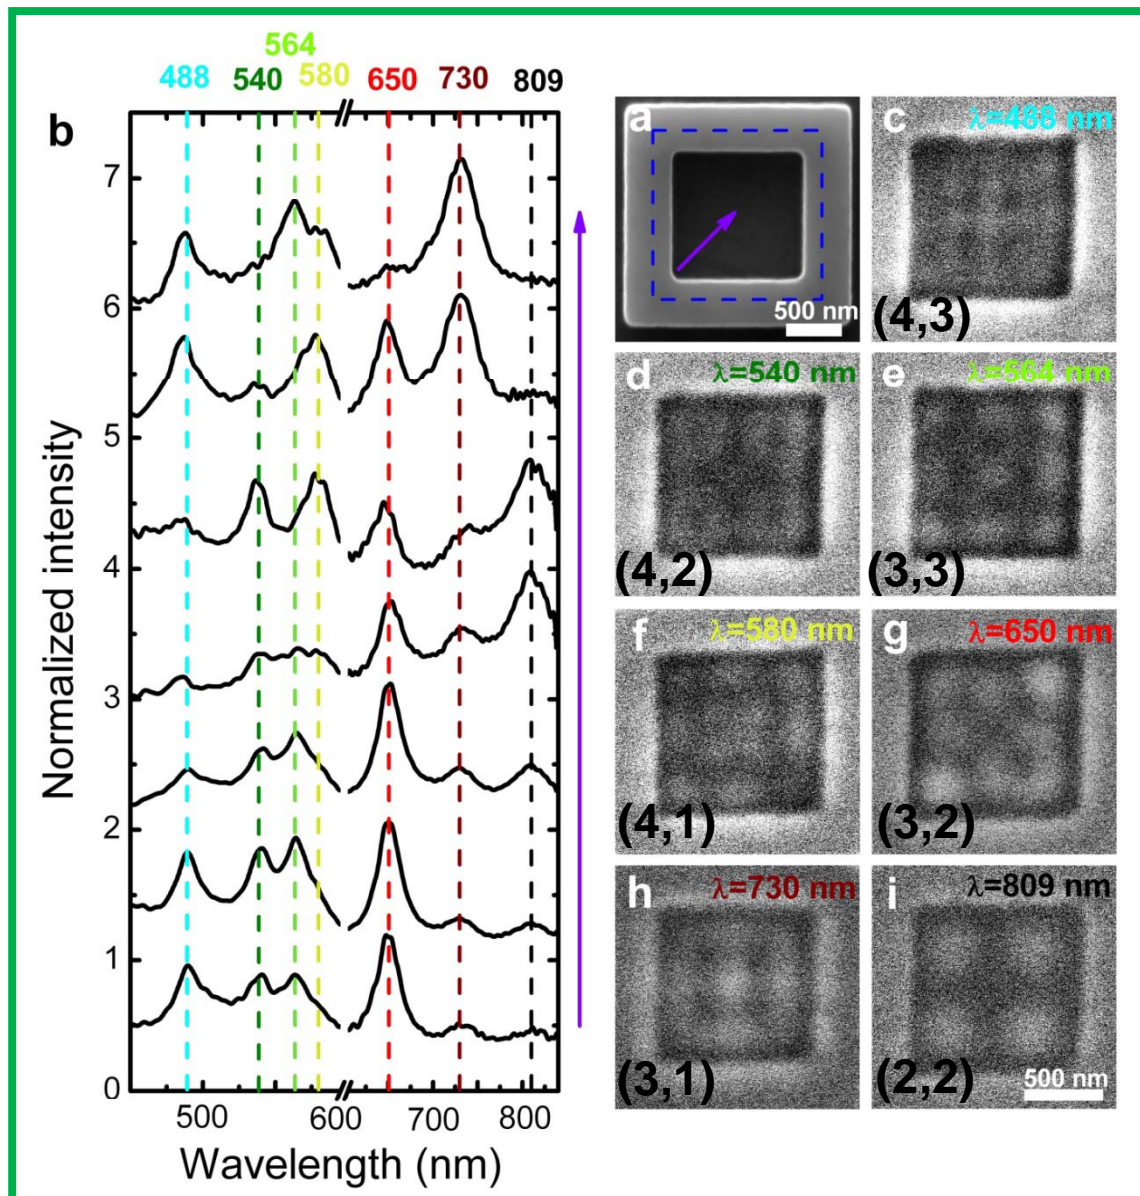 564
488 540 580 650 730 809
b
7
6
5
4
3
2
1
0
500 600 700 800
Normalized intensity
Wavelength (nm)
a
500 nm
c λ=488 nm
(4,3)
d λ=540 nm
(4,2)
e λ=564 nm
(3,3)
f λ=580 nm
(4,1)
g λ=650 nm
(3,2)
h λ=730 nm
(3,1)
i λ=809 nm
(2,2)
500 nm